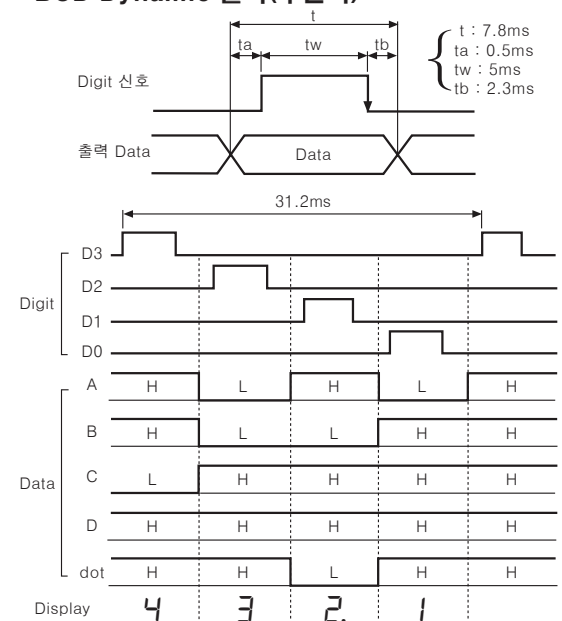 t
ta tw tb
t : 7.8ms
ta : 0.5ms
tw : 5ms
tb : 2.3ms
Digit 신호
출력 Data
Data
31.2ms
Digit
D3
D2
D1
D0
Data
A H L H L H
B H L L H H
C L H H H H
D H H H H H
dot H H L H H
Display 4 3 2. 1